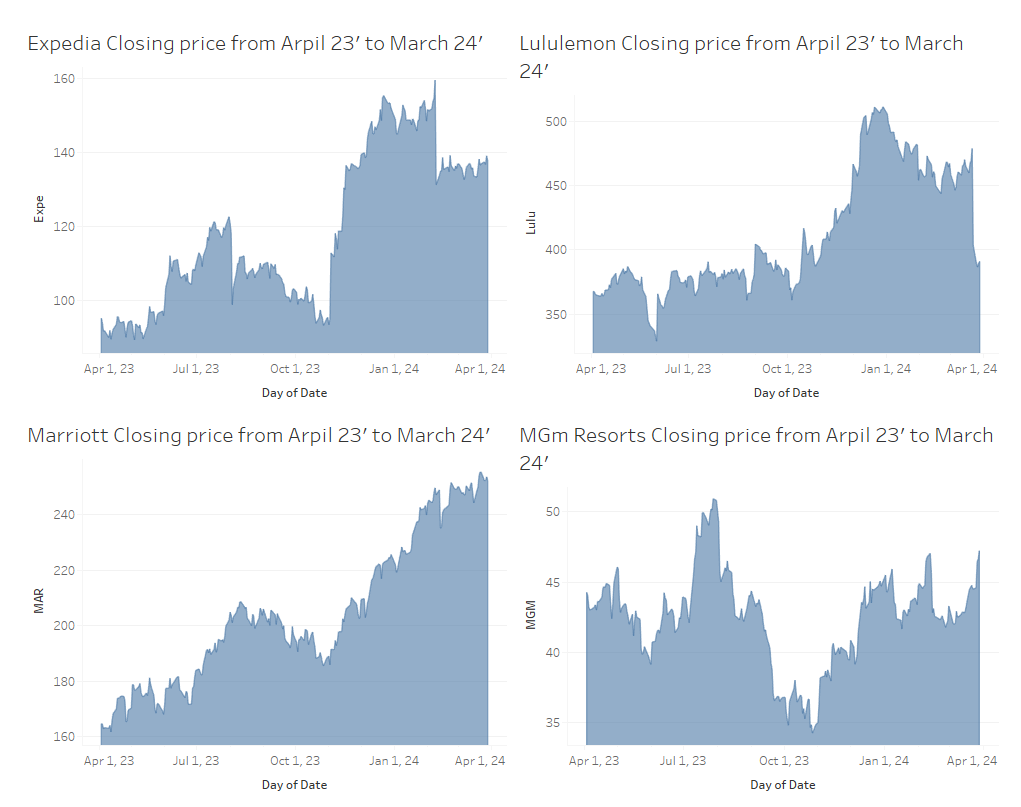 Expedia Closing price from Arpil 23' to March 24'
160
140
120
100
Expe
Apr 1, 23 Jul 1, 23 Oct 1, 23 Jan 1, 24 Apr 1, 24
Day of Date
Lululemon Closing price from Arpil 23' to March
24'
500
450
400
350
Lulu
Apr 1, 23 Jul 1, 23 Oct 1, 23 Jan 1, 24 Apr 1, 24
Day of Date
Marriott Closing price from Arpil 23' to March 24'
240
220
200
180
160
MAR
Apr 1, 23 Jul 1, 23 Oct 1, 23 Jan 1, 24 Apr 1, 24
Day of Date
MGm Resorts Closing price from Arpil 23' to March
24'
50
45
40
35
MGM
Apr 1, 23 Jul 1, 23 Oct 1, 23 Jan 1, 24 Apr 1, 24
Day of Date